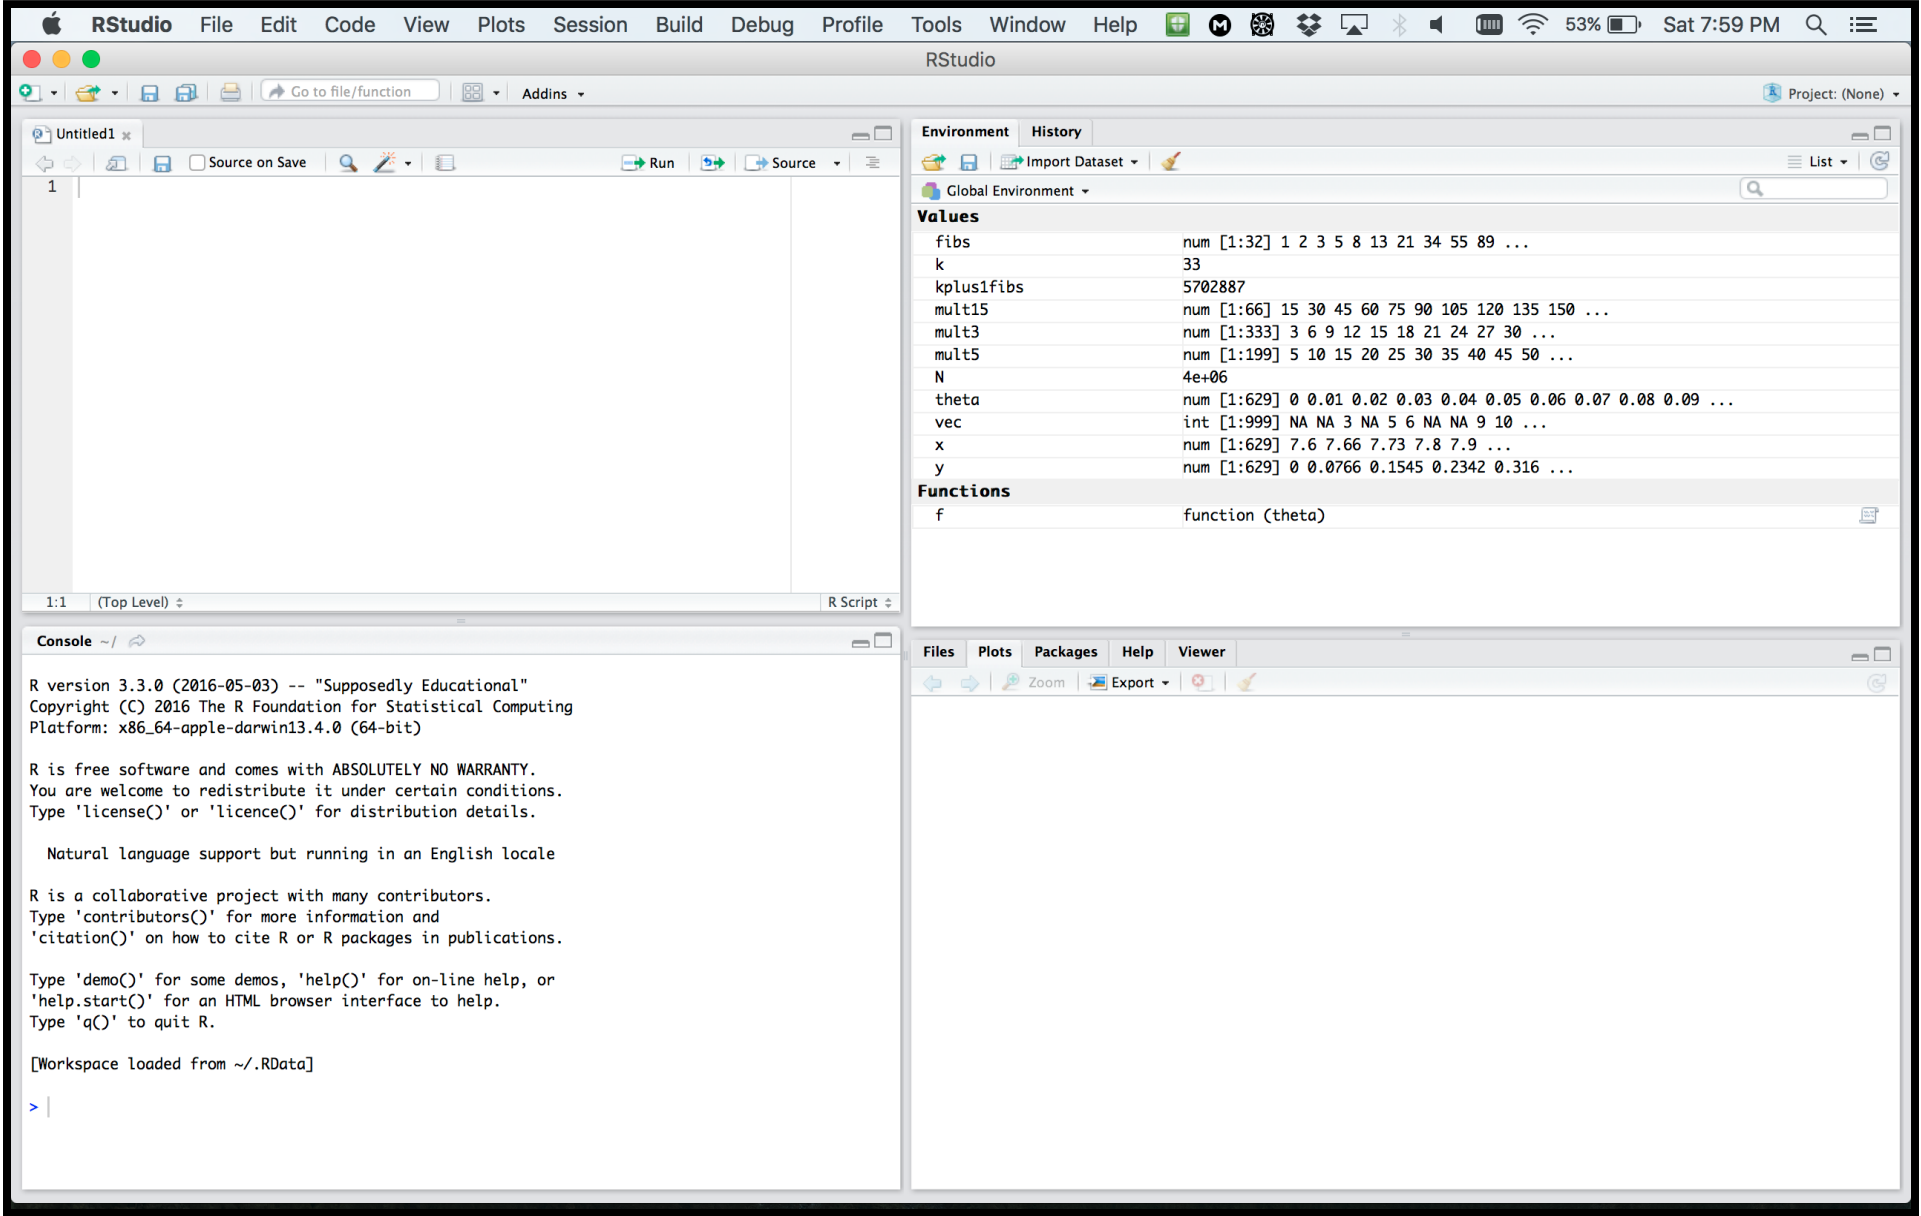 RStudio File Edit Code View Plots Session Build Debug Profile Tools Window Help 53% Sat 7:59 PM
RStudio
Go to file/function Addins Project: (None)
Untitled1
Source on Save Run Source
1
1:1 (Top Level) R Script
Console ~/
R version 3.3.0 (2016-05-03) -- "Supposedly Educational"
Copyright (C) 2016 The R Foundation for Statistical Computing
Platform: x86_64-apple-darwin13.4.0 (64-bit)
R is free software and comes with ABSOLUTELY NO WARRANTY.
You are welcome to redistribute it under certain conditions.
Type 'license()' or 'licence()' for distribution details.
Natural language support but running in an English locale
R is a collaborative project with many contributors.
Type 'contributors()' for more information and
'citation()' on how to cite R or R packages in publications.
Type 'demo()' for some demos, 'help()' for on-line help, or
'help.start()' for an HTML browser interface to help.
Type 'q()' to quit R.
[Workspace loaded from ~/.RData]
>
Environment History
Import Dataset List
Global Environment
Values
fibs num [1:32] 1 2 3 5 8 13 21 34 55 89 ...
k 33
kplus1fibs 5702887
mult15 num [1:66] 15 30 45 60 75 90 105 120 135 150 ...
mult3 num [1:333] 3 6 9 12 15 18 21 24 27 30 ...
mult5 num [1:199] 5 10 15 20 25 30 35 40 45 50 ...
N 4e+06
theta num [1:629] 0 0.01 0.02 0.03 0.04 0.05 0.06 0.07 0.08 0.09 ...
vec int [1:999] NA NA 3 NA 5 6 NA NA 9 10 ...
x num [1:629] 7.6 7.66 7.73 7.8 7.9 ...
y num [1:629] 0 0.0766 0.1545 0.2342 0.316 ...
Functions
f function (theta)
Files Plots Packages Help Viewer
Zoom Export